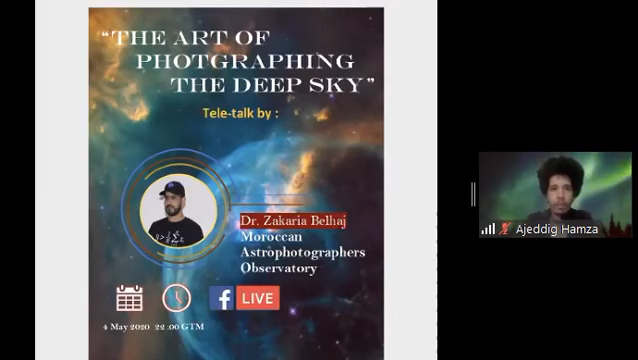 “THE ART OF
PHOTGRAPHING
THE DEEP SKY”
Tele-talk by :
Dr. Zakaria Belhaj
Moroccan
Astrophotographers
Observatory
f LIVE
4 May 2020 22 :00 GTM
Ajeddig Hamza